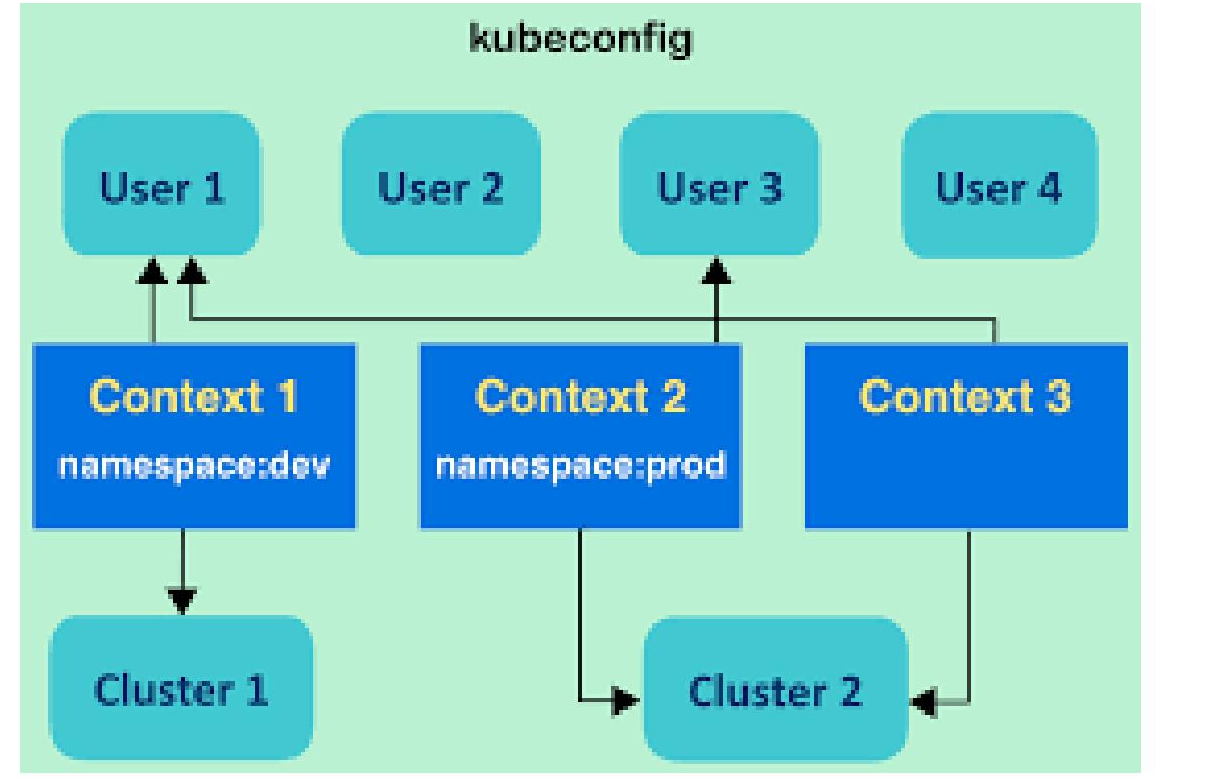 kubeconfig
User 1
User 2
User 3
User 4
Context 1
namespace:dev
Context 2
namespace:prod
Context 3
Cluster 1
Cluster 2